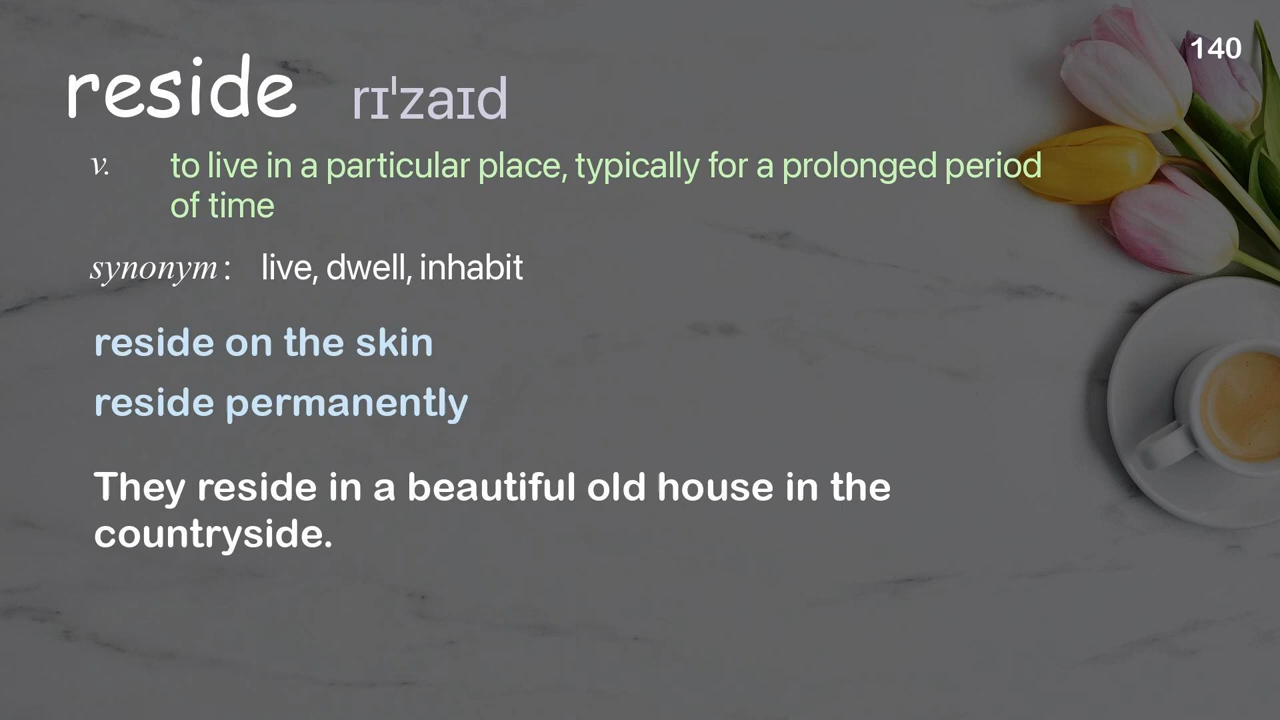 140
reside rɪˈzaɪd
v. to live in a particular place, typically for a prolonged period
of time
synonym: live, dwell, inhabit
reside on the skin
reside permanently
They reside in a beautiful old house in the
countryside.